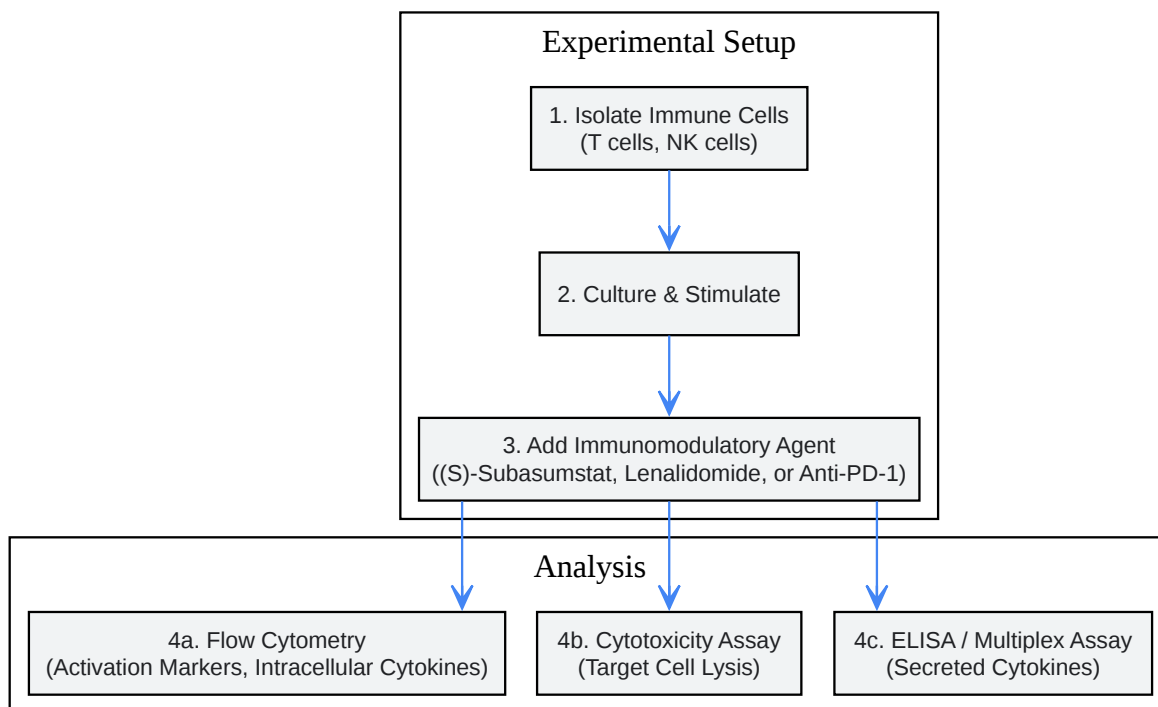 Experimental Setup
1. Isolate Immune Cells
(T cells, NK cells)
2. Culture & Stimulate
3. Add Immunomodulatory Agent
((S)-Subasumstat, Lenalidomide, or Anti-PD-1)
Analysis
4a. Flow Cytometry
(Activation Markers, Intracellular Cytokines)
4b. Cytotoxicity Assay
(Target Cell Lysis)
4c. ELISA / Multiplex Assay
(Secreted Cytokines)